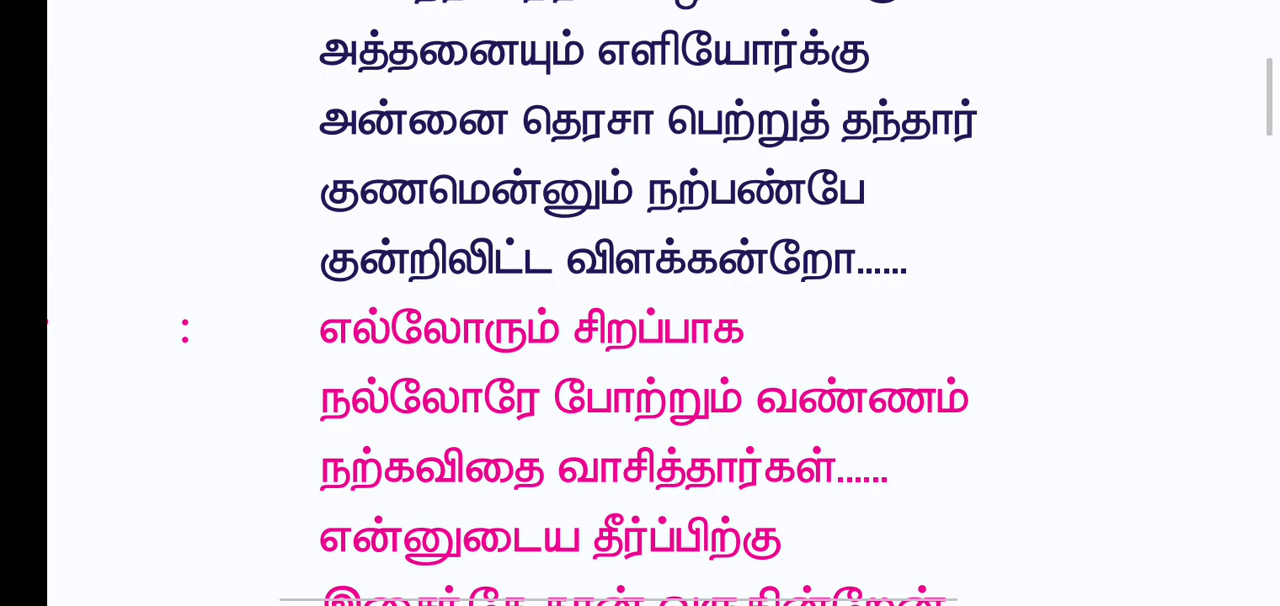 அத்தனையும் எளியோர்க்கு
அன்னை தெரசா பெற்றுத் தந்தார்
குணமென்னும் நற்பண்பே
குன்றிலிட்ட விளக்கன்றோ......
: எல்லோரும் சிறப்பாக
நல்லோரே போற்றும் வண்ணம்
நற்கவிதை வாசித்தார்கள்......
என்னுடைய தீர்ப்பிற்கு